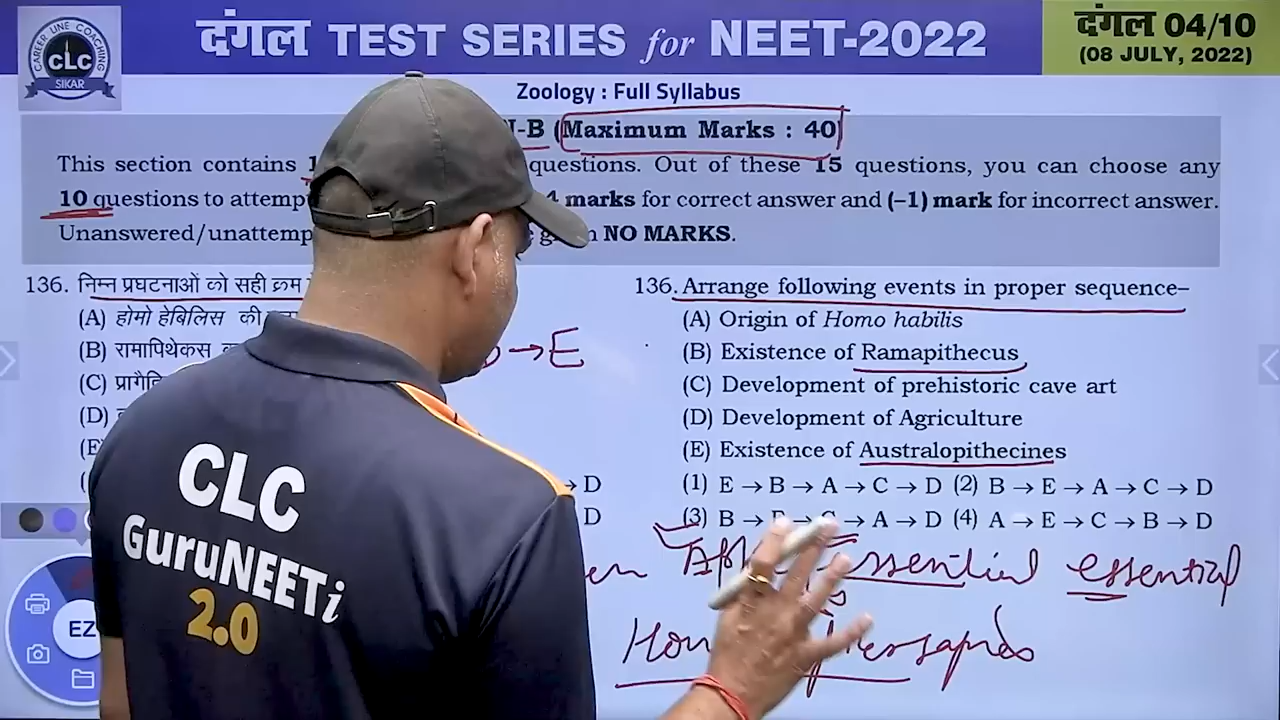 दंगल TEST SERIES for NEET-2022
दंगल 04/10
(08 JULY, 2022)
CAREER LINE COACHING
CLC
SIKAR
Zoology : Full Syllabus
-B (Maximum Marks : 40)
This section contains questions. Out of these 15 questions, you can choose any
10 questions to attemp marks for correct answer and (–1) mark for incorrect answer.
Unanswered/unattemp NO MARKS.
136. निम्न प्रघटनाओं को सही क्रम
(A) होमो हेबिलिस की
(B) रामापिथेकस
(C)
(D)
→ E
→ D
D
136. Arrange following events in proper sequence–
(A) Origin of Homo habilis
(B) Existence of Ramapithecus
(C) Development of prehistoric cave art
(D) Development of Agriculture
(E) Existence of Australopithecines
(1) E → B → A → C → D (2) B → E → A → C → D
(3) B → E → C → A → D (4) A → E → C → B → D
essential essential
CLC
GuruNEETi
2.0
EZ